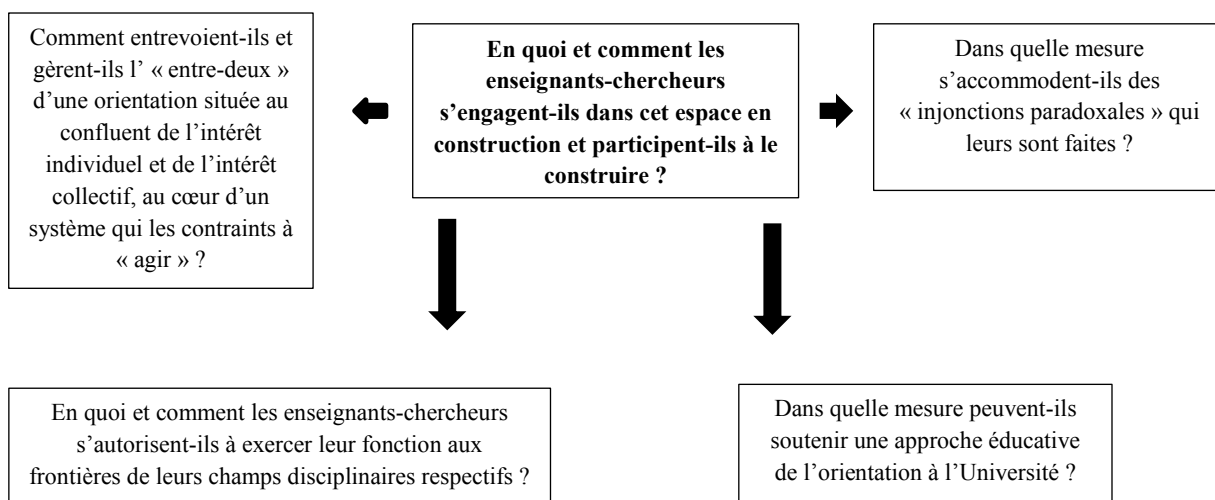 Comment entrevoient-ils et
gèrent-ils l’ « entre-deux »
d’une orientation située au
confluent de l’intérêt
individuel et de l’intérêt
collectif, au cœur d’un
système qui les contraints à
« agir » ?
En quoi et comment les
enseignants-chercheurs
s’engagent-ils dans cet espace en
construction et participent-ils à le
construire ?
Dans quelle mesure
s’accommodent-ils des
« injonctions paradoxales » qui
leurs sont faites ?
En quoi et comment les enseignants-chercheurs
s’autorisent-ils à exercer leur fonction aux
frontières de leurs champs disciplinaires respectifs ?
Dans quelle mesure peuvent-ils
soutenir une approche éducative
de l’orientation à l’Université ?